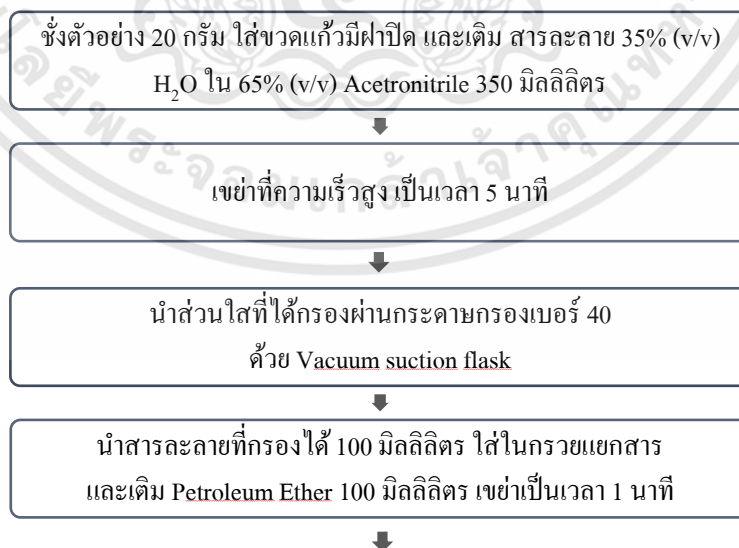 ชั่งตัวอย่าง 20 กรัม ใส่ขวดแก้วมีฝาปิด และเติม สารละลาย 35% (v/v)
H₂O ใน 65% (v/v) Acetronitrile 350 มิลลิลิตร
เขย่าที่ความเร็วสูง เป็นเวลา 5 นาที
นำส่วนใสที่ได้กรองผ่านกระดาษกรองเบอร์ 40
ด้วย Vacuum suction flask
นำสารละลายที่กรองได้ 100 มิลลิลิตร ใส่ในกรวยแยกสาร
และเติม Petroleum Ether 100 มิลลิลิตร เขย่าเป็นเวลา 1 นาที